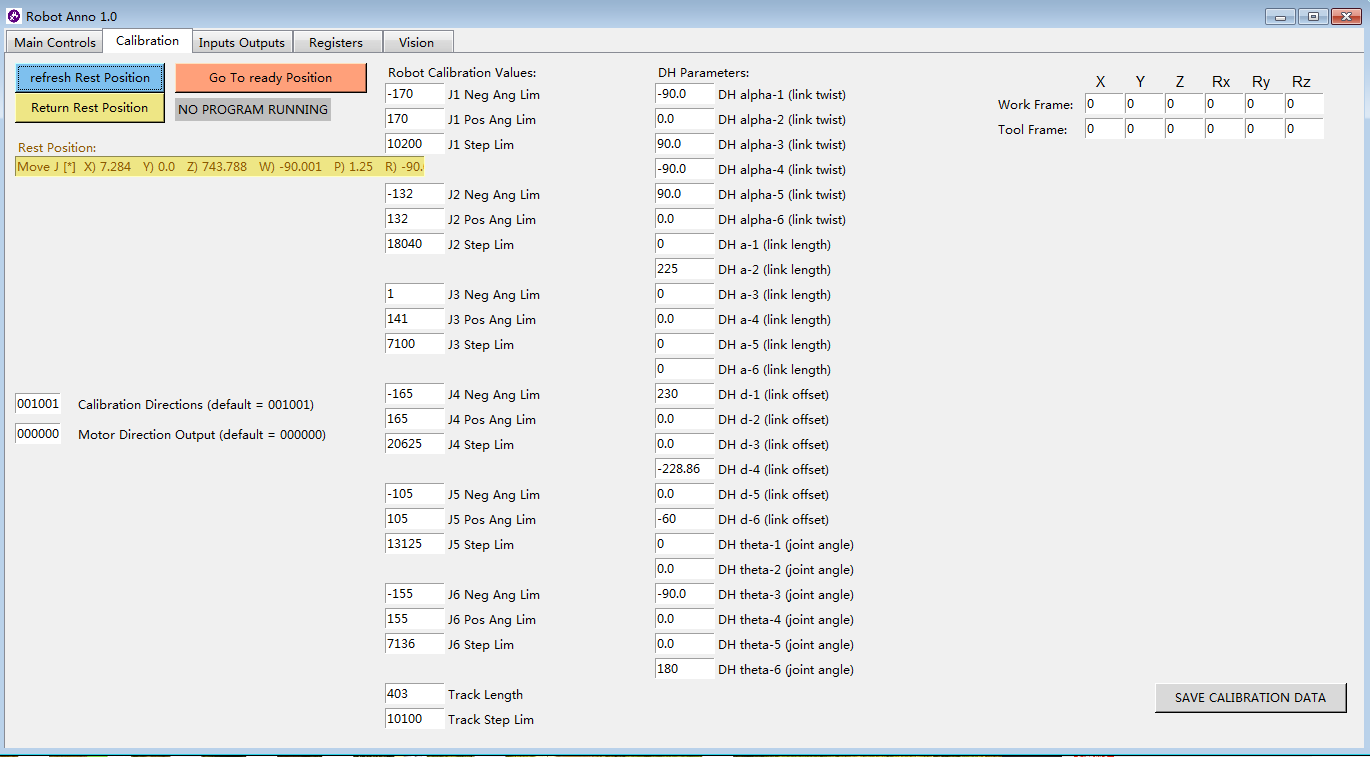 Robot Anno 1.0
Main Controls Calibration Inputs Outputs Registers Vision
refresh Rest Position
Go To ready Position
Return Rest Position
NO PROGRAM RUNNING
Rest Position:
Move J [*] X) 7.284 Y) 0.0 Z) 743.788 W) -90.001 P) 1.25 R) -90.
001001 Calibration Directions (default = 001001)
000000 Motor Direction Output (default = 000000)
Robot Calibration Values:
-170 J1 Neg Ang Lim
170 J1 Pos Ang Lim
10200 J1 Step Lim
-132 J2 Neg Ang Lim
132 J2 Pos Ang Lim
18040 J2 Step Lim
1 J3 Neg Ang Lim
141 J3 Pos Ang Lim
7100 J3 Step Lim
-165 J4 Neg Ang Lim
165 J4 Pos Ang Lim
20625 J4 Step Lim
-105 J5 Neg Ang Lim
105 J5 Pos Ang Lim
13125 J5 Step Lim
-155 J6 Neg Ang Lim
155 J6 Pos Ang Lim
7136 J6 Step Lim
403 Track Length
10100 Track Step Lim
DH Parameters:
-90.0 DH alpha-1 (link twist)
0.0 DH alpha-2 (link twist)
90.0 DH alpha-3 (link twist)
-90.0 DH alpha-4 (link twist)
90.0 DH alpha-5 (link twist)
0.0 DH alpha-6 (link twist)
0 DH a-1 (link length)
225 DH a-2 (link length)
0 DH a-3 (link length)
0.0 DH a-4 (link length)
0 DH a-5 (link length)
0 DH a-6 (link length)
230 DH d-1 (link offset)
0.0 DH d-2 (link offset)
0.0 DH d-3 (link offset)
-228.86 DH d-4 (link offset)
0.0 DH d-5 (link offset)
-60 DH d-6 (link offset)
0 DH theta-1 (joint angle)
0.0 DH theta-2 (joint angle)
-90.0 DH theta-3 (joint angle)
0.0 DH theta-4 (joint angle)
0.0 DH theta-5 (joint angle)
180 DH theta-6 (joint angle)
X Y Z Rx Ry Rz
Work Frame: 0 0 0 0 0 0
Tool Frame: 0 0 0 0 0 0
SAVE CALIBRATION DATA